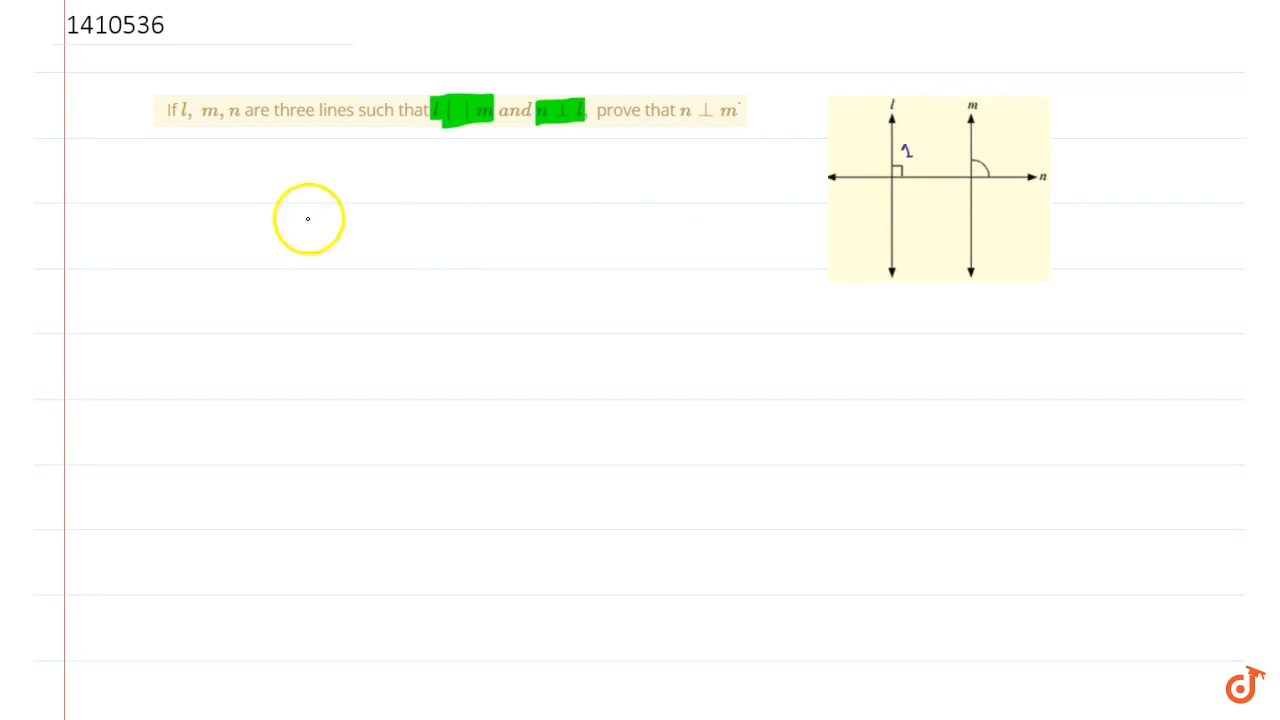 1410536
If l, m, n are three lines such that l | | m and n ⊥ l, prove that n ⊥ m
l m
1
n